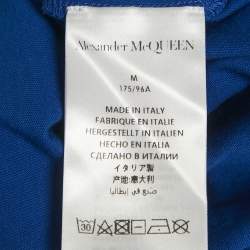 Alexander McQUEEN
M
175/96A
MADE IN ITALY
FABRIQUE EN ITALIE
HERGESTELLT IN ITALIEN
HECHO EN ITALIA
СДЕЛАНО В ИТАЛИИ
イタリア製
产地:意大利
صنع في إيطاليا
30